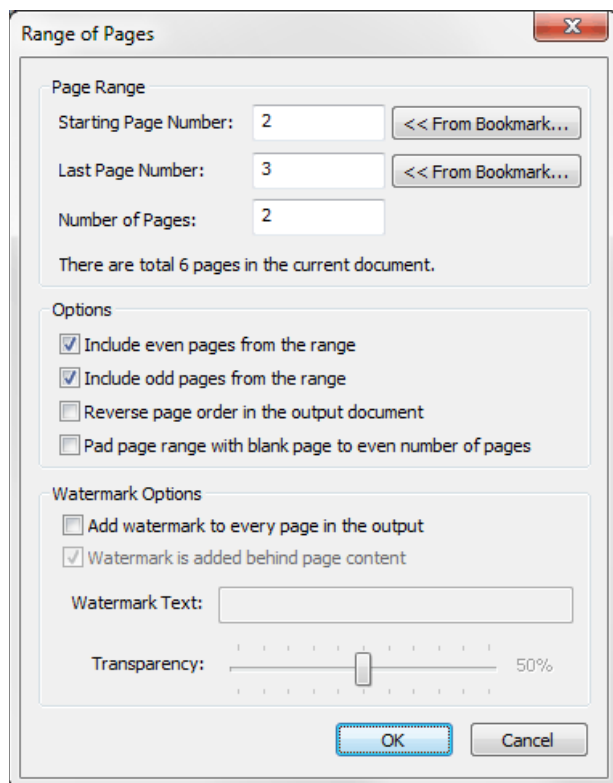 Range of Pages
Page Range
Starting Page Number: 2 << From Bookmark...
Last Page Number: 3 << From Bookmark...
Number of Pages: 2
There are total 6 pages in the current document.
Options
Include even pages from the range
Include odd pages from the range
Reverse page order in the output document
Pad page range with blank page to even number of pages
Watermark Options
Add watermark to every page in the output
Watermark is added behind page content
Watermark Text:
Transparency: 50%
OK Cancel